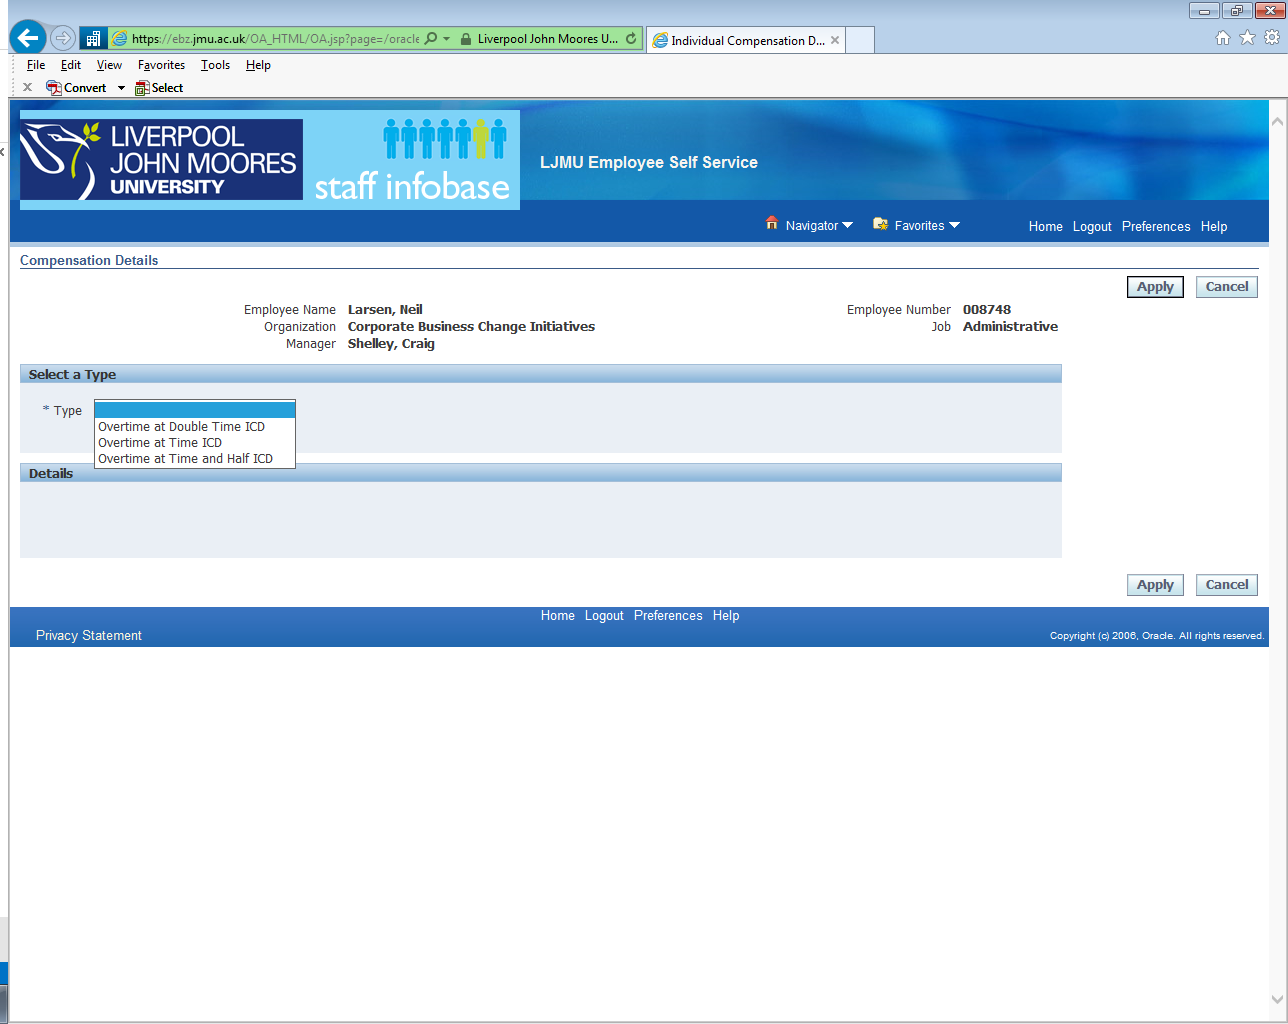 https://ebz.jmu.ac.uk/OA_HTML/OA.jsp?page=/oracle
Liverpool John Moores U...
Individual Compensation D...
File Edit View Favorites Tools Help
x Convert Select
LIVERPOOL
JOHN MOORES
UNIVERSITY
staff infobase
LJMU Employee Self Service
Navigator Favorites Home Logout Preferences Help
Compensation Details
Apply Cancel
Employee Name Larsen, Neil Employee Number 008748
Organization Corporate Business Change Initiatives Job Administrative
Manager Shelley, Craig
Select a Type
* Type
Overtime at Double Time ICD
Overtime at Time ICD
Overtime at Time and Half ICD
Details
Apply Cancel
Home Logout Preferences Help
Privacy Statement Copyright (c) 2006, Oracle. All rights reserved.